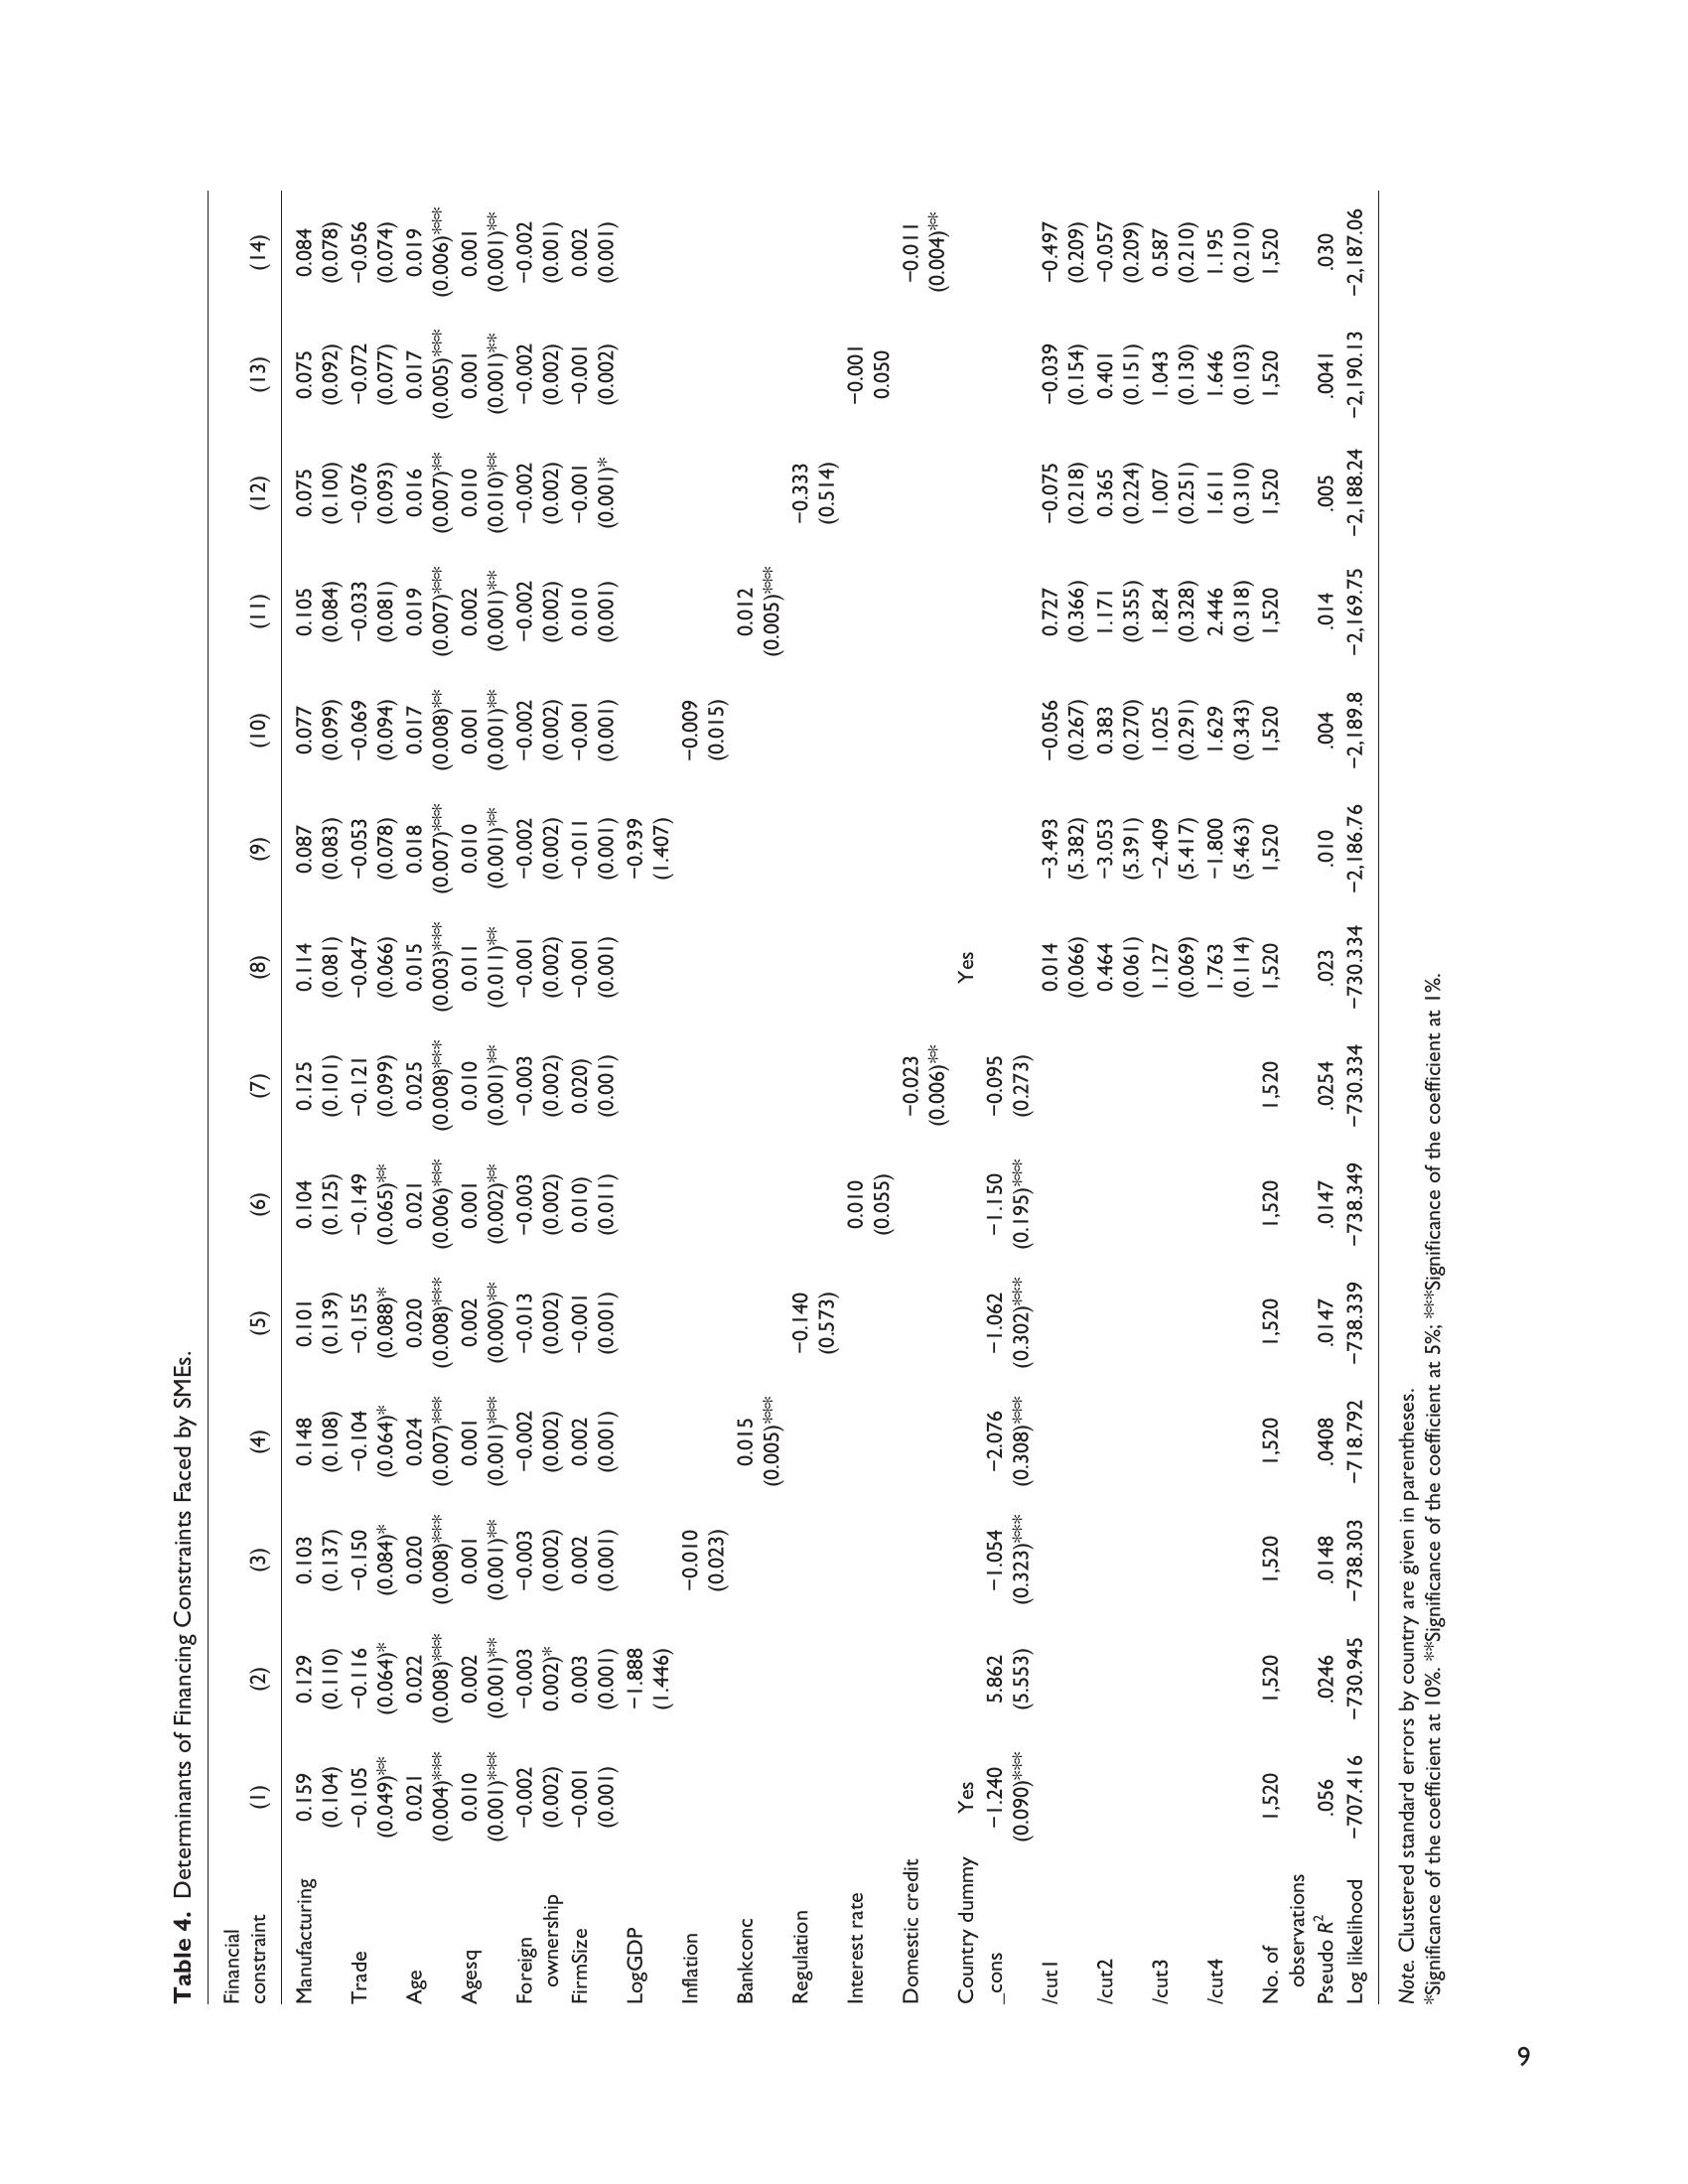 Table 4. Determinants of Financing Constraints Faced by SMEs.
Financial
constraint (1) (2) (3) (4) (5) (6) (7) (8) (9) (10) (11) (12) (13) (14)
Manufacturing 0.159 0.129 0.103 0.148 0.101 0.104 0.125 0.114 0.087 0.077 0.105 0.075 0.075 0.084
(0.104) (0.110) (0.137) (0.108) (0.139) (0.125) (0.101) (0.081) (0.083) (0.099) (0.084) (0.100) (0.092) (0.078)
Trade −0.105 −0.116 −0.150 −0.104 −0.155 −0.149 −0.121 −0.047 −0.053 −0.069 −0.033 −0.076 −0.072 −0.056
(0.049)** (0.064)* (0.084)* (0.064)* (0.088)* (0.065)** (0.099) (0.066) (0.078) (0.094) (0.081) (0.093) (0.077) (0.074)
Age 0.021 0.022 0.020 0.024 0.020 0.021 0.025 0.015 0.018 0.017 0.019 0.016 0.017 0.019
(0.004)*** (0.008)*** (0.008)*** (0.007)*** (0.008)*** (0.006)*** (0.008)*** (0.003)*** (0.007)*** (0.008)** (0.007)*** (0.007)** (0.005)*** (0.006)***
Agesq 0.010 0.002 0.001 0.001 0.002 0.001 0.010 0.011 0.010 0.001 0.002 0.010 0.001 0.001
(0.001)*** (0.001)** (0.001)** (0.001)*** (0.000)** (0.002)** (0.001)** (0.011)** (0.001)** (0.001)** (0.001)** (0.010)** (0.001)** (0.001)**
Foreign −0.002 −0.003 −0.003 −0.002 −0.013 −0.003 −0.003 −0.001 −0.002 −0.002 −0.002 −0.002 −0.002 −0.002
ownership (0.002) 0.002)* (0.002) (0.002) (0.002) (0.002) (0.002) (0.002) (0.002) (0.002) (0.002) (0.002) (0.002) (0.001)
FirmSize −0.001 0.003 0.002 0.002 −0.001 0.010) 0.020) −0.001 −0.011 −0.001 0.010 −0.001 −0.001 0.002
(0.001) (0.001) (0.001) (0.001) (0.001) (0.011) (0.001) (0.001) (0.001) (0.001) (0.001) (0.001)* (0.002) (0.001)
LogGDP −1.888 −0.939
(1.446) (1.407)
Inflation −0.010 −0.009
(0.023) (0.015)
Bankconc 0.015 0.012
(0.005)*** (0.005)***
Regulation −0.140 −0.333
(0.573) (0.514)
Interest rate 0.010 −0.001
(0.055) 0.050
Domestic credit −0.023 −0.011
(0.006)** (0.004)**
Country dummy Yes Yes
_cons −1.240 5.862 −1.054 −2.076 −1.062 −1.150 −0.095
(0.090)*** (5.553) (0.323)*** (0.308)*** (0.302)*** (0.195)*** (0.273)
/cut1 0.014 −3.493 −0.056 0.727 −0.075 −0.039 −0.497
(0.066) (5.382) (0.267) (0.366) (0.218) (0.154) (0.209)
/cut2 0.464 −3.053 0.383 1.171 0.365 0.401 −0.057
(0.061) (5.391) (0.270) (0.355) (0.224) (0.151) (0.209)
/cut3 1.127 −2.409 1.025 1.824 1.007 1.043 0.587
(0.069) (5.417) (0.291) (0.328) (0.251) (0.130) (0.210)
/cut4 1.763 −1.800 1.629 2.446 1.611 1.646 1.195
(0.114) (5.463) (0.343) (0.318) (0.310) (0.103) (0.210)
No. of 1,520 1,520 1,520 1,520 1,520 1,520 1,520 1,520 1,520 1,520 1,520 1,520 1,520 1,520
observations
Pseudo R² .056 .0246 .0148 .0408 .0147 .0147 .0254 .023 .010 .004 .014 .005 .0041 .030
Log likelihood −707.416 −730.945 −738.303 −718.792 −738.339 −738.349 −730.334 −730.334 −2,186.76 −2,189.8 −2,169.75 −2,188.24 −2,190.13 −2,187.06
Note. Clustered standard errors by country are given in parentheses.
*Significance of the coefficient at 10%. **Significance of the coefficient at 5%; ***Significance of the coefficient at 1%.
9